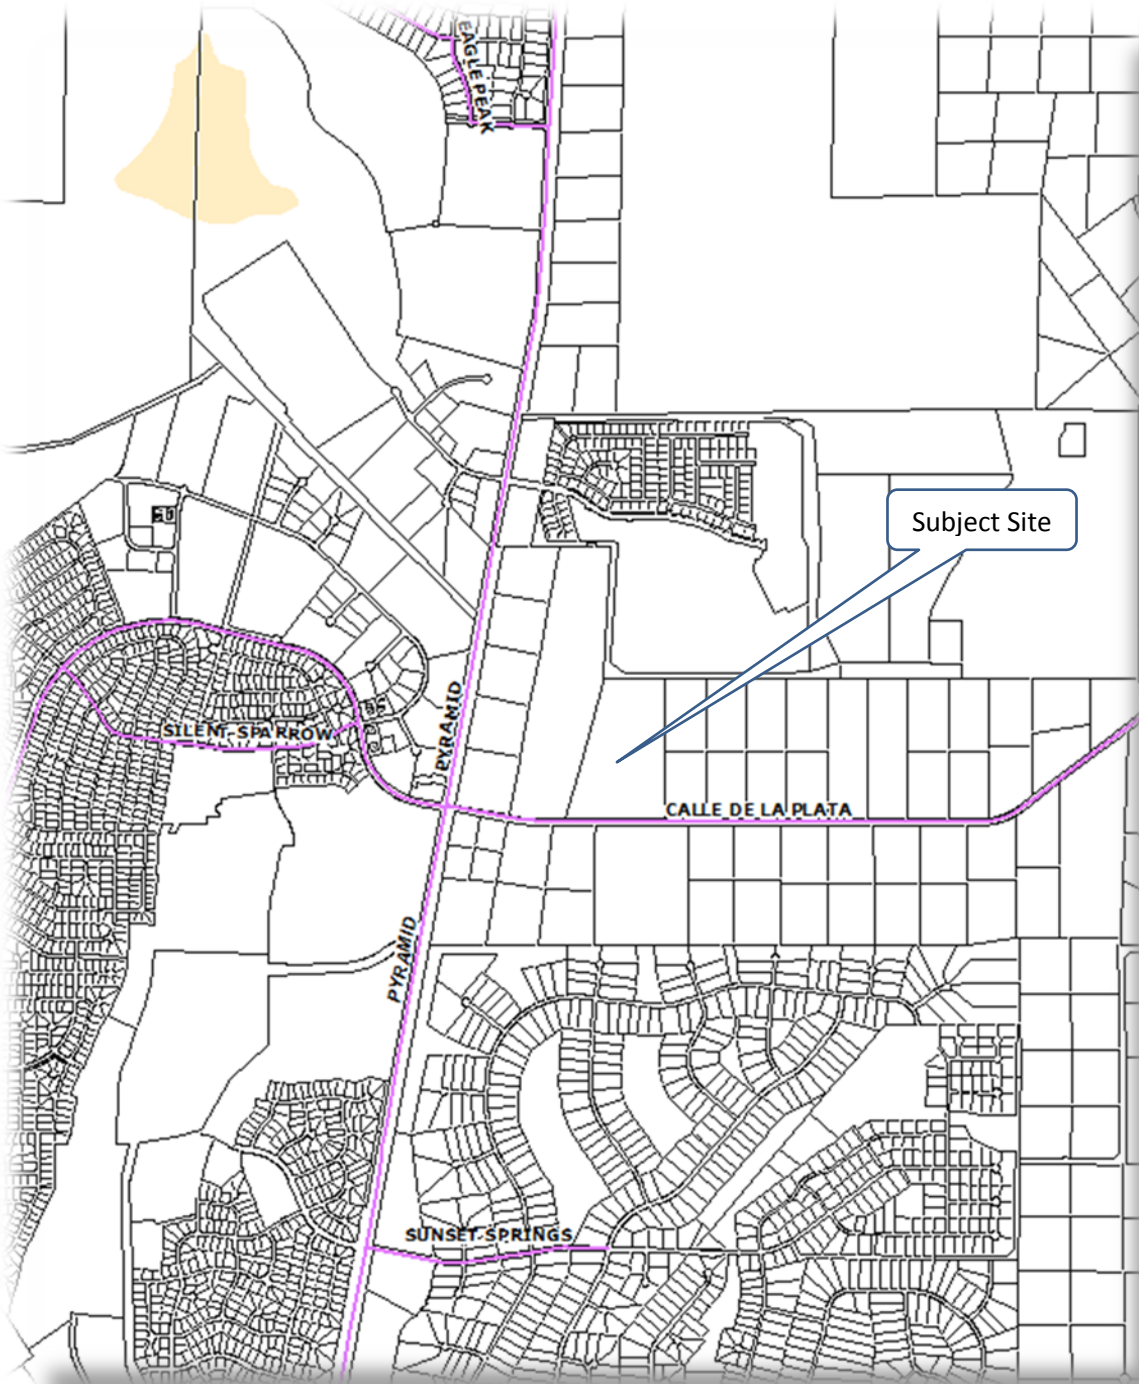 EAGLE PEAK
Subject Site
PYRAMID
SILENT SPARROW
CALLE DE LA PLATA
PYRAMID
SUNSET SPRINGS